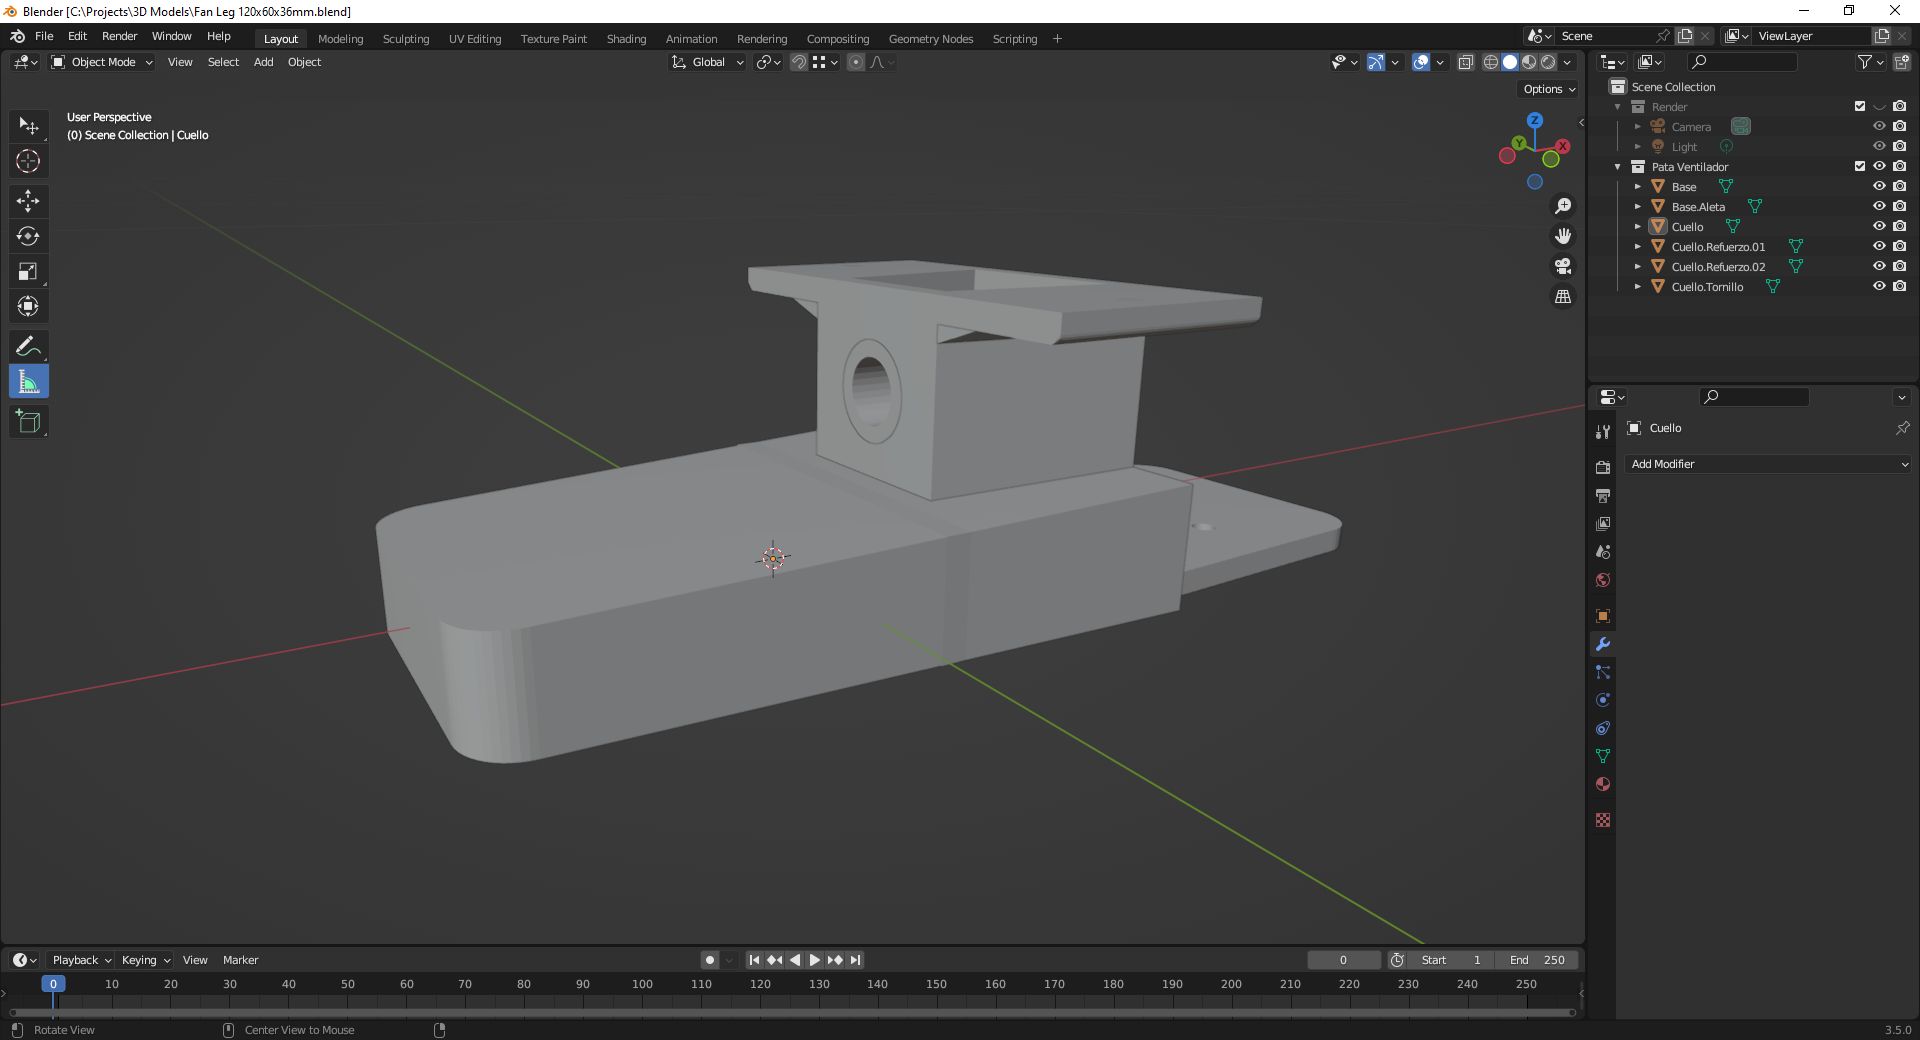 Blender [C:\Projects\3D Models\Fan Leg 120x60x36mm.blend]
File Edit Render Window Help Layout Modeling Sculpting UV Editing Texture Paint Shading Animation Rendering Compositing Geometry Nodes Scripting + Scene ViewLayer
Object Mode View Select Add Object Global
Options
User Perspective
(0) Scene Collection | Cuello
Z
Y
X
Scene Collection
Render
Camera
Light
Pata Ventilador
Base
Base.Aleta
Cuello
Cuello.Refuerzo.01
Cuello.Refuerzo.02
Cuello.Tornillo
Cuello
Add Modifier
Playback Keying View Marker 0 Start 1 End 250
0 10 20 30 40 50 60 70 80 90 100 110 120 130 140 150 160 170 180 190 200 210 220 230 240 250
Rotate View Center View to Mouse 3.5.0